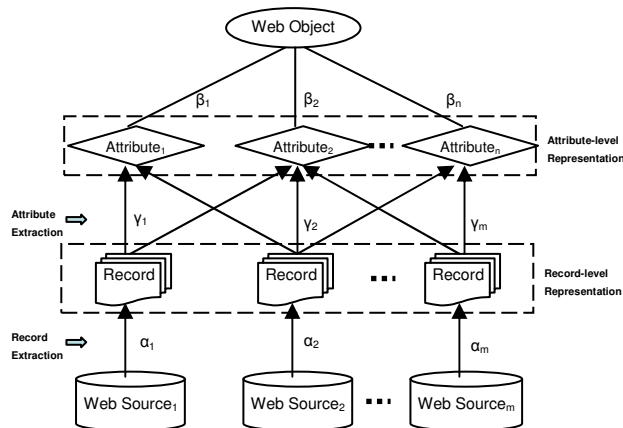 Web Object
β1 β2 βn
Attribute1 Attribute2 Attributen
Attribute-level
Representation
Attribute
Extraction
γ1 γ2 γm
Record Record Record
Record-level
Representation
Record
Extraction
α1 α2 αm
Web Source1 Web Source2 Web Sourcem